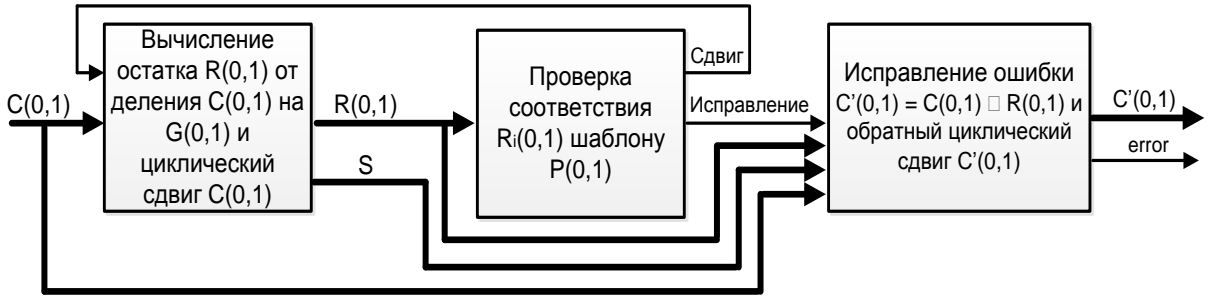 C(0,1)
Вычисление
остатка R(0,1) от
деления C(0,1) на
G(0,1) и
циклический
сдвиг C(0,1)
R(0,1)
S
Проверка
соответствия
Ri(0,1) шаблону
P(0,1)
Сдвиг
Исправление
Исправление ошибки
C’(0,1) = C(0,1) □ R(0,1) и
обратный циклический
сдвиг C’(0,1)
C’(0,1)
error